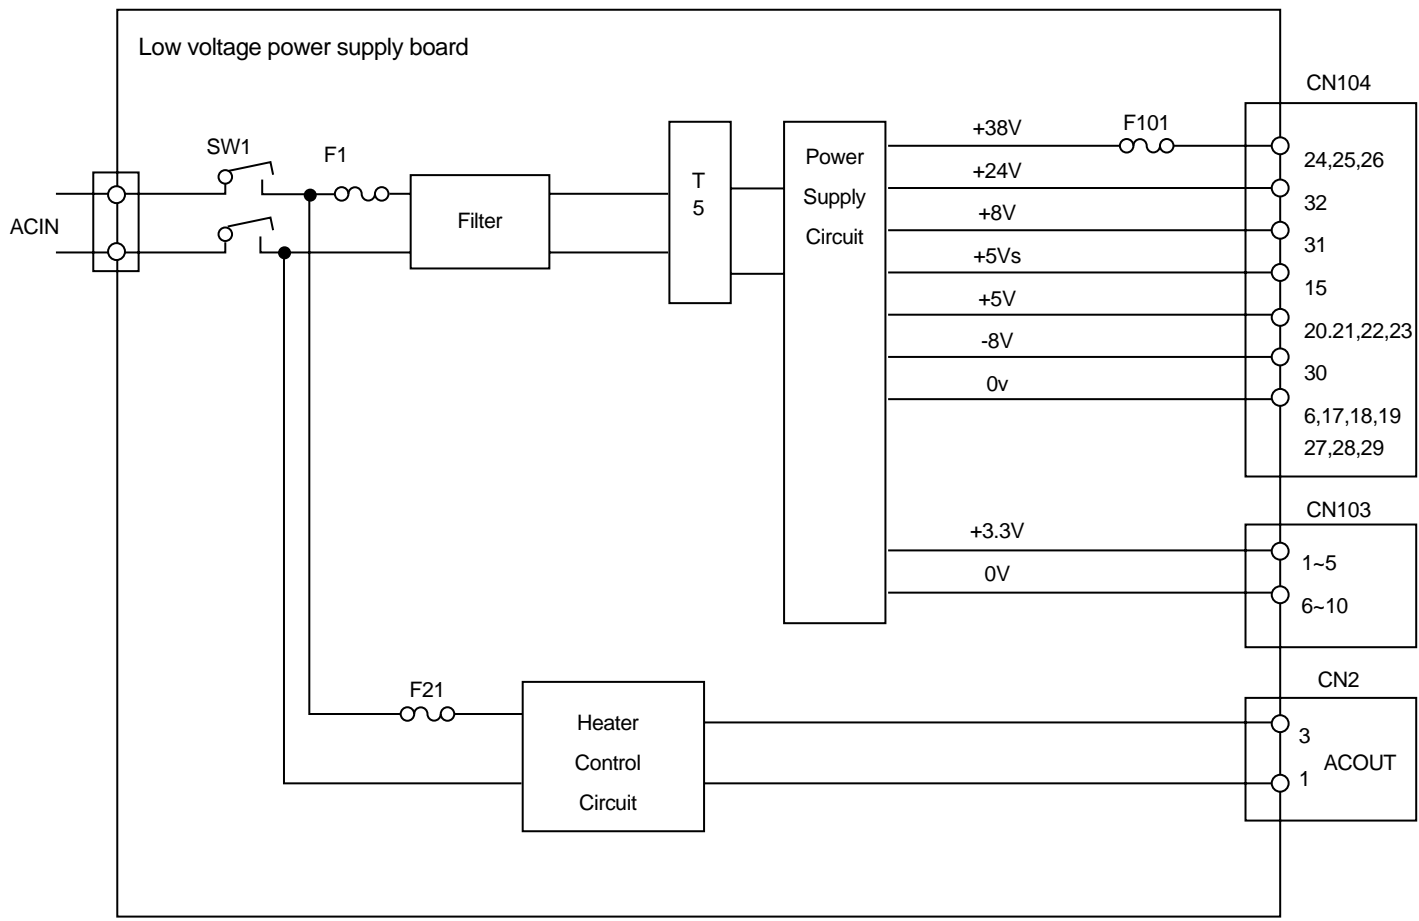 Low voltage power supply board
CN104
SW1
F1
ACIN
Filter
T
5
Power
Supply
Circuit
+38V
F101
24,25,26
+24V
32
+8V
31
+5Vs
15
+5V
20.21,22,23
-8V
30
0v
6,17,18,19
27,28,29
CN103
+3.3V
1~5
0V
6~10
CN2
F21
Heater
Control
Circuit
3
ACOUT
1